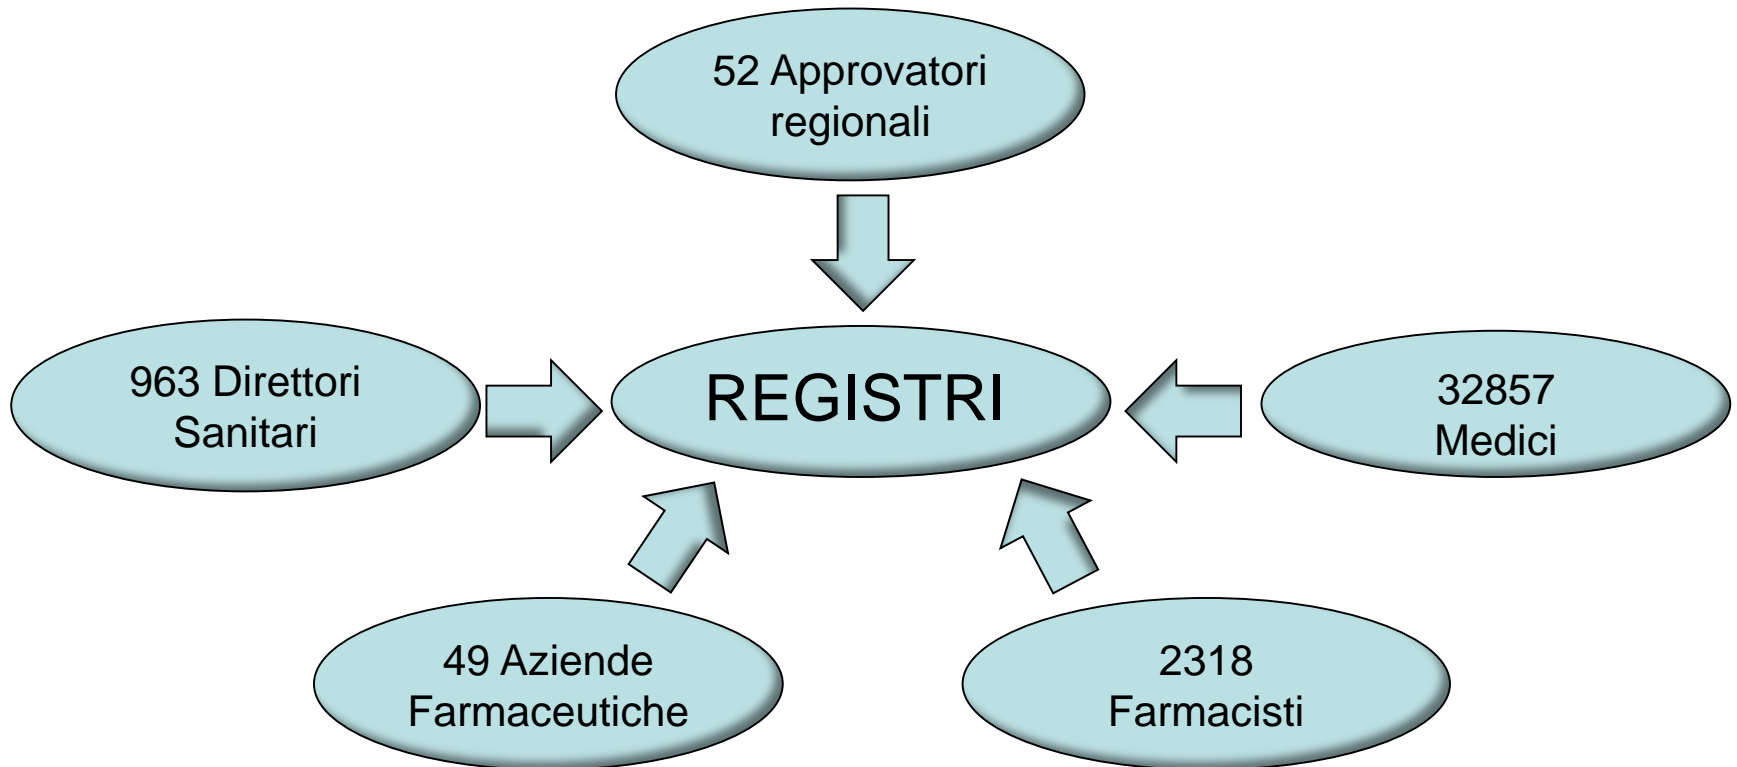 52 Approvatori
regionali
963 Direttori
Sanitari
REGISTRI
32857
Medici
49 Aziende
Farmaceutiche
2318
Farmacisti